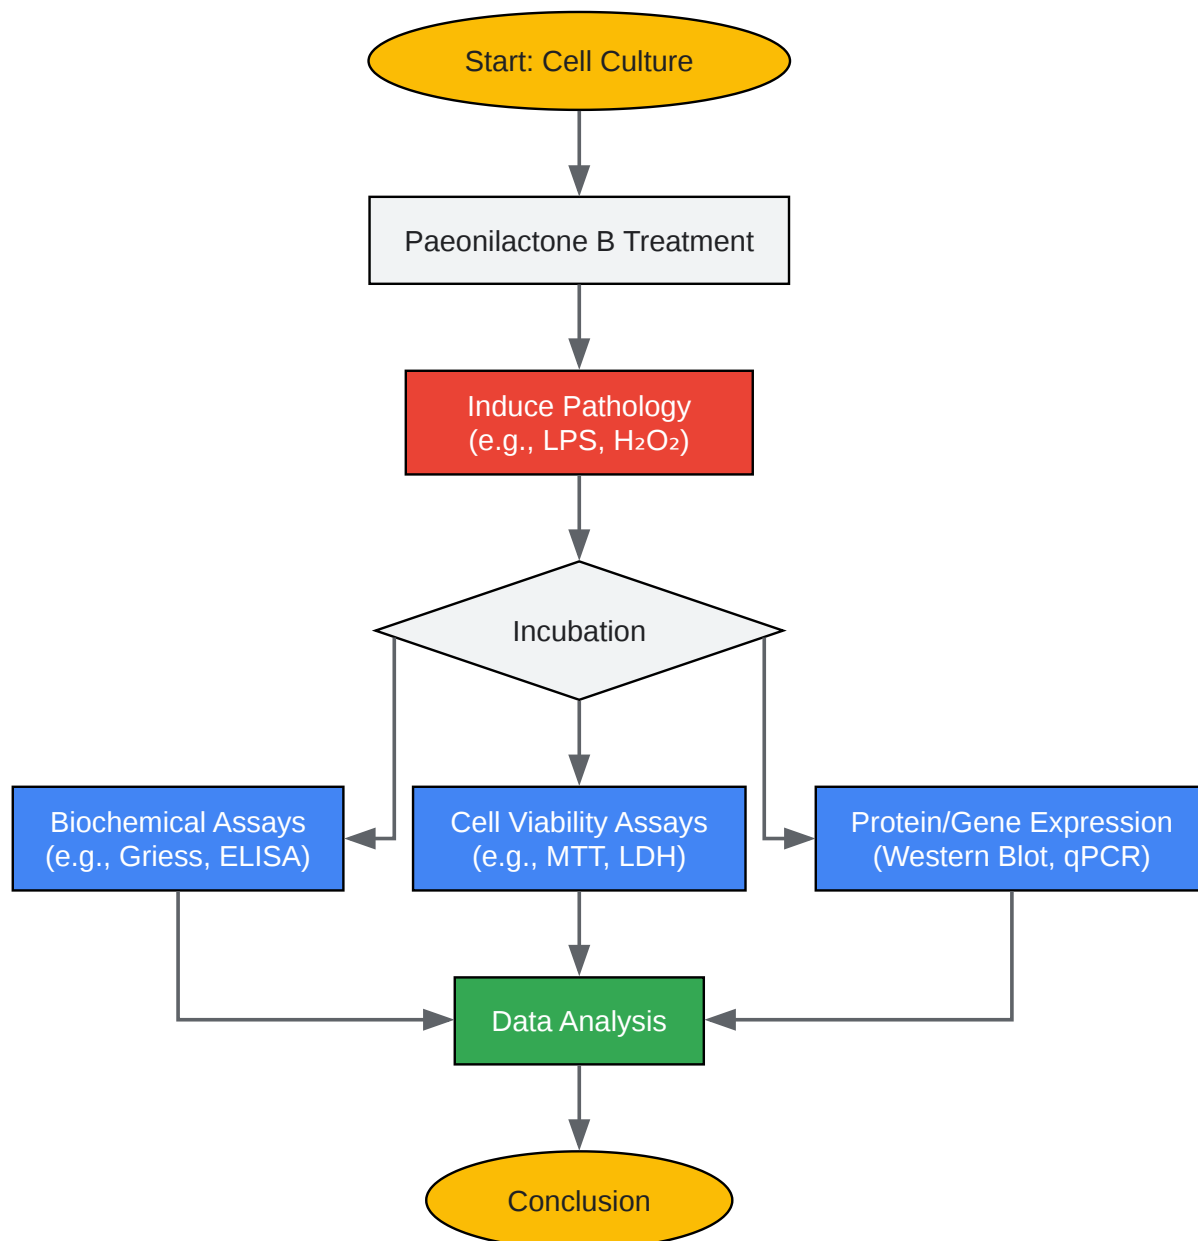 Start: Cell Culture
Paeonilactone B Treatment
Induce Pathology
(e.g., LPS, H₂O₂)
Incubation
Biochemical Assays
(e.g., Griess, ELISA)
Cell Viability Assays
(e.g., MTT, LDH)
Protein/Gene Expression
(Western Blot, qPCR)
Data Analysis
Conclusion